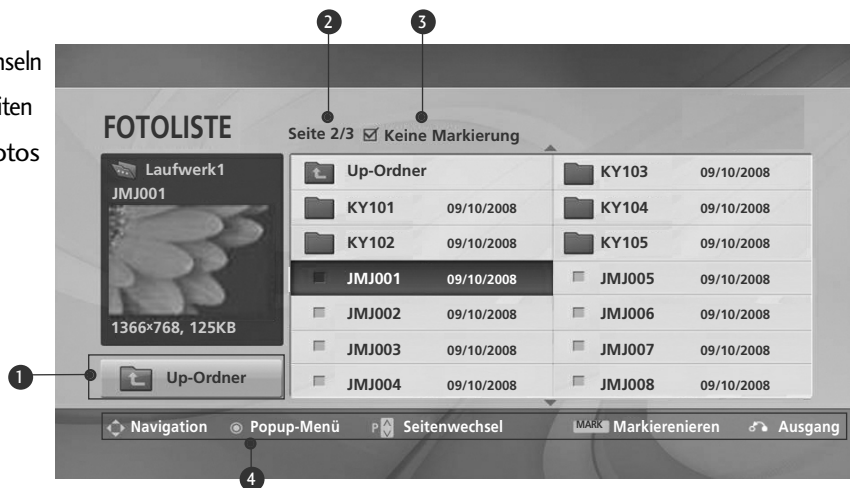 2
3
nseln
iten
otos
FOTOLISTE
Seite 2/3 Keine Markierung
Laufwerk1
JMJ001
1366×768, 125KB
Up-Ordner
Up-Ordner
KY101 09/10/2008
KY102 09/10/2008
JMJ001 09/10/2008
JMJ002 09/10/2008
JMJ003 09/10/2008
JMJ004 09/10/2008
KY103 09/10/2008
KY104 09/10/2008
KY105 09/10/2008
JMJ005 09/10/2008
JMJ006 09/10/2008
JMJ007 09/10/2008
JMJ008 09/10/2008
1
Navigation Popup-Menü P Seitenwechsel MARK Markierenieren Ausgang
4